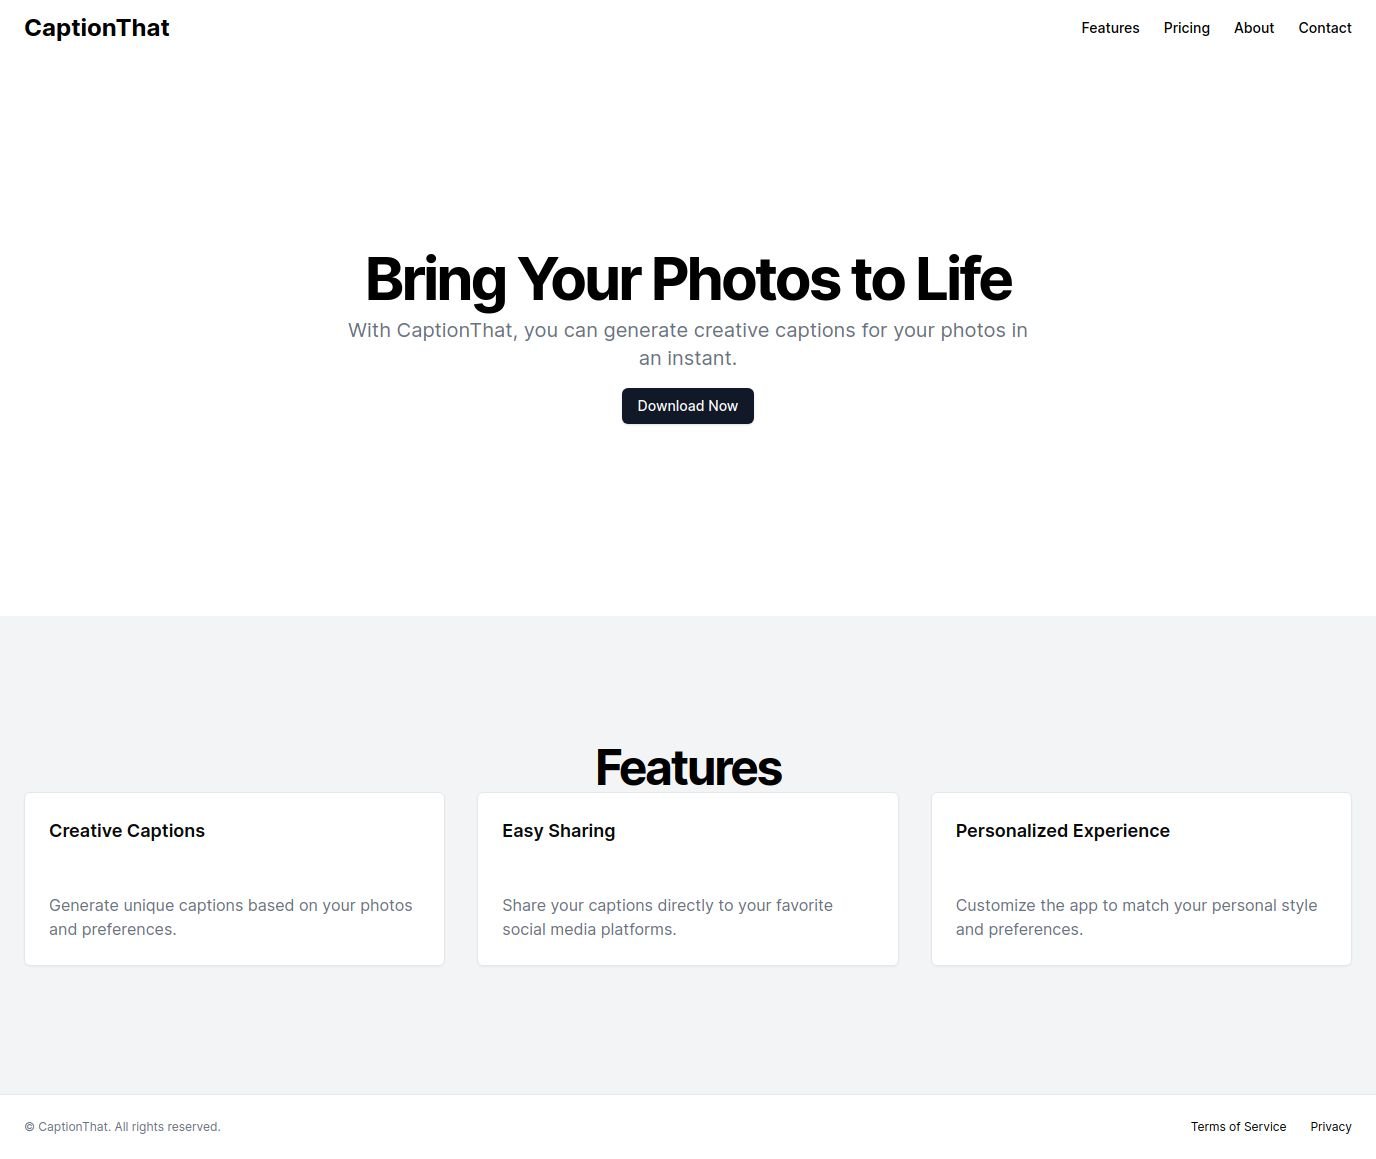 CaptionThat
Features
Pricing
About
Contact
Bring Your Photos to Life
With CaptionThat, you can generate creative captions for your photos in
an instant.
Download Now
Features
Creative Captions
Generate unique captions based on your photos
and preferences.
Easy Sharing
Share your captions directly to your favorite
social media platforms.
Personalized Experience
Customize the app to match your personal style
and preferences.
© CaptionThat. All rights reserved.
Terms of Service
Privacy